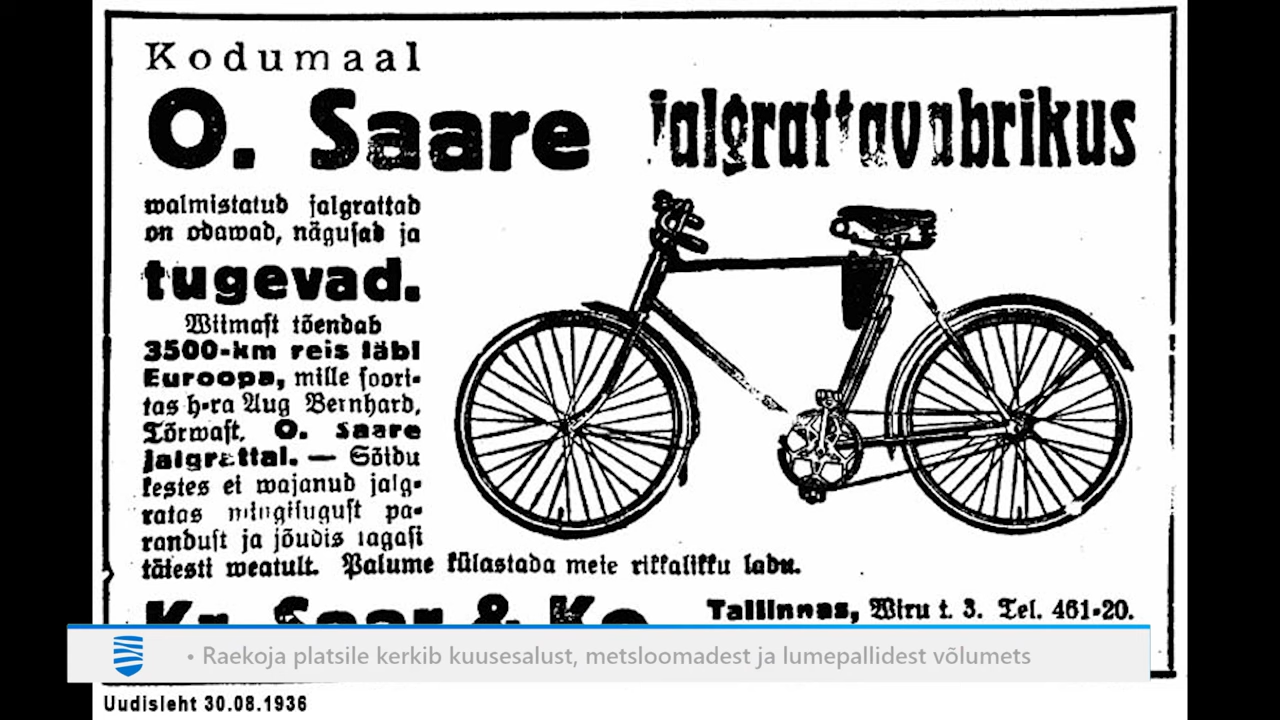 Kodumaal
O. Saare jalgrattavabrikus
walmistatud jalgrattad
on odawad, nägusad ja
tugevad.
Wiimast tõendab
3500-km reis läbi
Euroopa, mille soori-
tas h-ra Aug Bernhard,
Tõrwast, O. Saare
jalgrattal. — Sõidu
kestes ei wajanud jalg-
ratas mingisugust pa-
randust ja jõudis tagasi
täiesti weatult. Palume külastada meie rikkalikku ladu.
Kr. Saar & Ko
Tallinnas, Wiru t. 3. Tel. 461-20.
• Raekoja platsile kerkib kuusesalust, metsloomadest ja lumepallidest võlumets
Uudisleht 30.08.1936